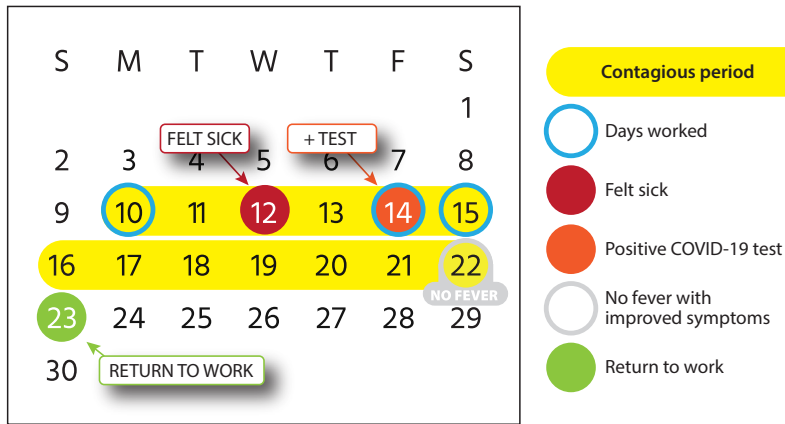 S M T W T F S
1
FELT SICK
+ TEST
2 3 4 5 6 7 8
9 10 11 12 13 14 15
16 17 18 19 20 21 22
NO FEVER
23 24 25 26 27 28 29
30
RETURN TO WORK
Contagious period
Days worked
Felt sick
Positive COVID-19 test
No fever with
improved symptoms
Return to work